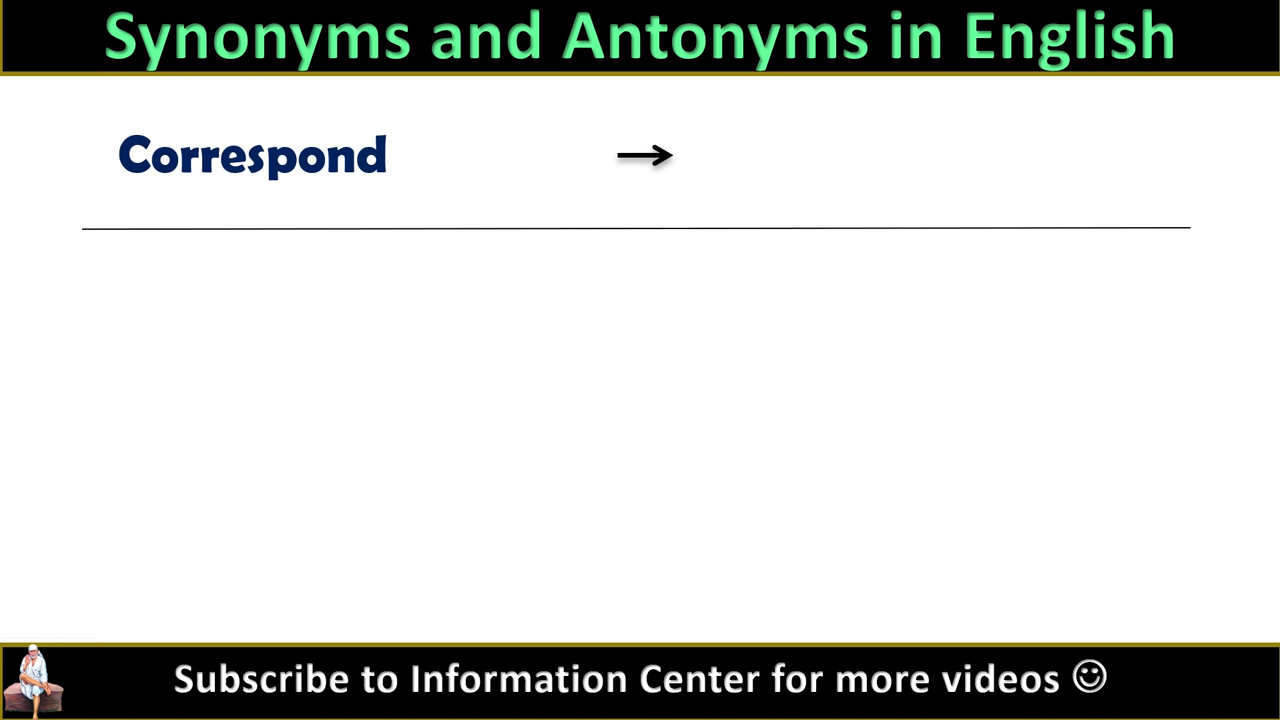 Synonyms and Antonyms in English
Correspond →
Subscribe to Information Center for more videos ☺